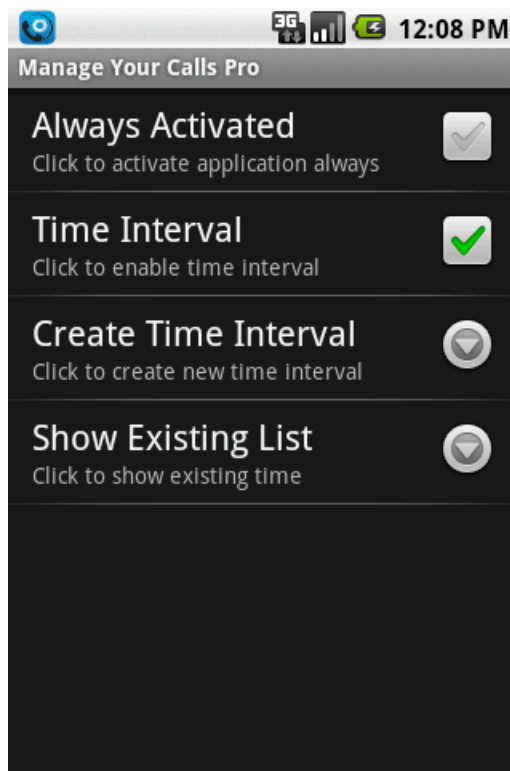 3G 12:08 PM
Manage Your Calls Pro
Always Activated
Click to activate application always
Time Interval
Click to enable time interval
Create Time Interval
Click to create new time interval
Show Existing List
Click to show existing time